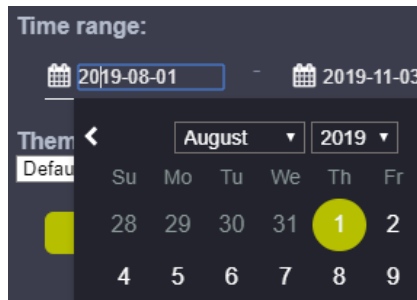 Time range:
2019-08-01 - 2019-11-03
Them
Defau
August 2019
Su Mo Tu We Th Fr
28 29 30 31 1 2
4 5 6 7 8 9